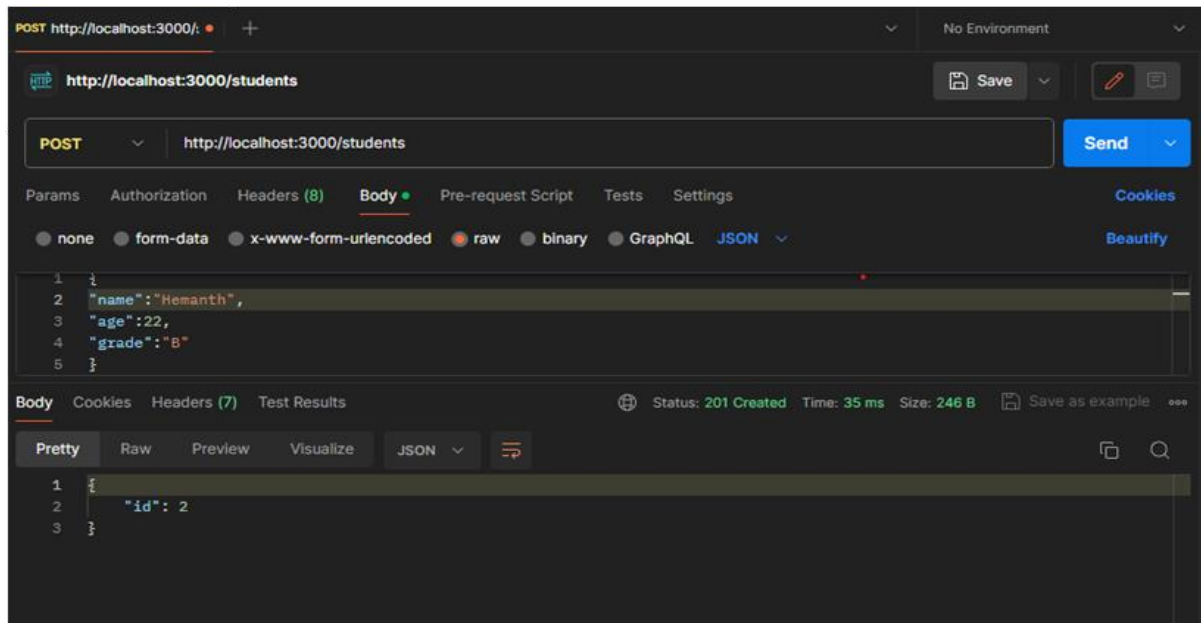 POST http://localhost:3000/: No Environment
HTTP http://localhost:3000/students Save
POST http://localhost:3000/students Send
Params Authorization Headers (8) Body Pre-request Script Tests Settings Cookies
none form-data x-www-form-urlencoded raw binary GraphQL JSON Beautify
1 {
2 "name":"Hemanth",
3 "age":22,
4 "grade":"B"
5 }
Body Cookies Headers (7) Test Results Status: 201 Created Time: 35 ms Size: 246 B Save as example
Pretty Raw Preview Visualize JSON
1 {
2 "id": 2
3 }